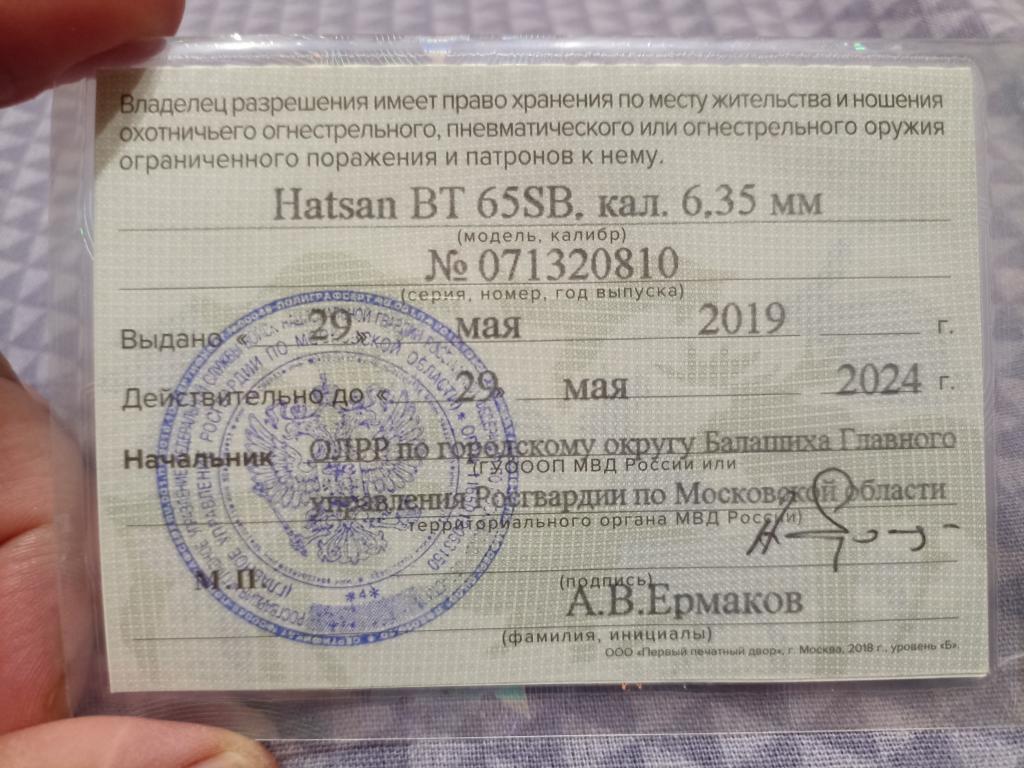 Владелец разрешения имеет право хранения по месту жительства и ношения
охотничьего огнестрельного, пневматического или огнестрельного оружия
ограниченного поражения и патронов к нему.
Hatsan BT 65SB, кал. 6,35 мм
(модель, калибр)
№ 071320810
(серия, номер, год выпуска)
Выдано « 29 » мая 2019 г.
Действительно до « 29 » мая 2024 г.
Начальник ОЛРР по городскому округу Балашиха Главного
(ГУООП МВД России или
управления Росгвардии по Московской области
территориального органа МВД России)
М.П.
(подпись)
А.В.Ермаков
(фамилия, инициалы)
ООО «Первый печатный двор», г. Москва, 2018 г., уровень «Б».